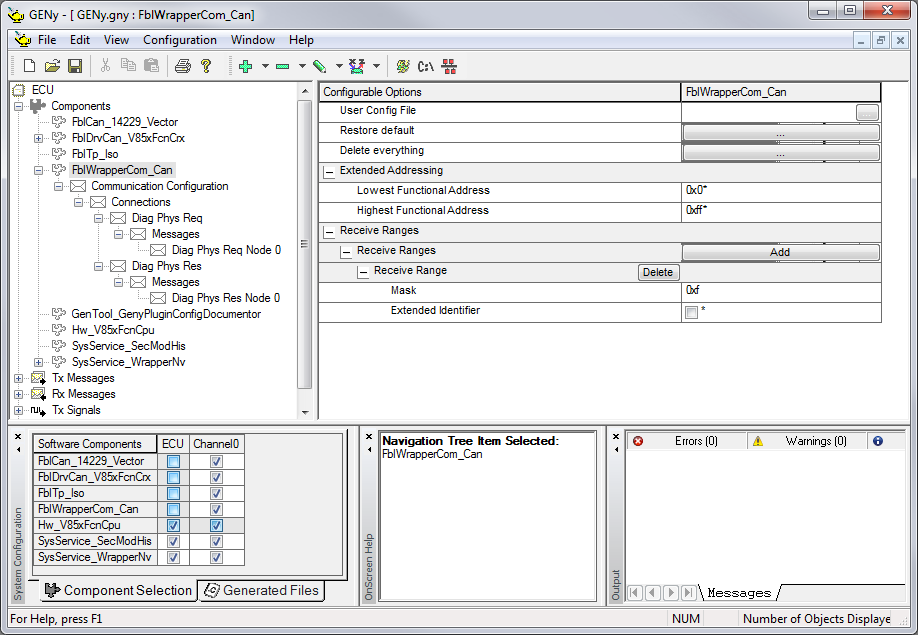 GENy - [ GENy.gny : FblWrapperCom_Can]
File Edit View Configuration Window Help
C:\
ECU
Components
FblCan_14229_Vector
FblDrvCan_V85xFcnCrx
FblTp_Iso
FblWrapperCom_Can
Communication Configuration
Connections
Diag Phys Req
Messages
Diag Phys Req Node 0
Diag Phys Res
Messages
Diag Phys Res Node 0
GenTool_GenyPluginConfigDocumentor
Hw_V85xFcnCpu
SysService_SecModHis
SysService_WrapperNv
Tx Messages
Rx Messages
Tx Signals
Configurable Options FblWrapperCom_Can
User Config File ...
Restore default ...
Delete everything ...
Extended Addressing
Lowest Functional Address 0x0*
Highest Functional Address 0xff*
Receive Ranges
Receive Ranges Add
Receive Range Delete
Mask 0xf
Extended Identifier *
System Configuration
Software Components ECU Channel0
FblCan_14229_Vector
FblDrvCan_V85xFcnCrx
FblTp_Iso
FblWrapperCom_Can
Hw_V85xFcnCpu
SysService_SecModHis
SysService_WrapperNv
Component Selection Generated Files
OnScreen Help
Navigation Tree Item Selected:
FblWrapperCom_Can
Output
Errors (0) Warnings (0)
Messages
For Help, press F1 NUM Number of Objects Displaye